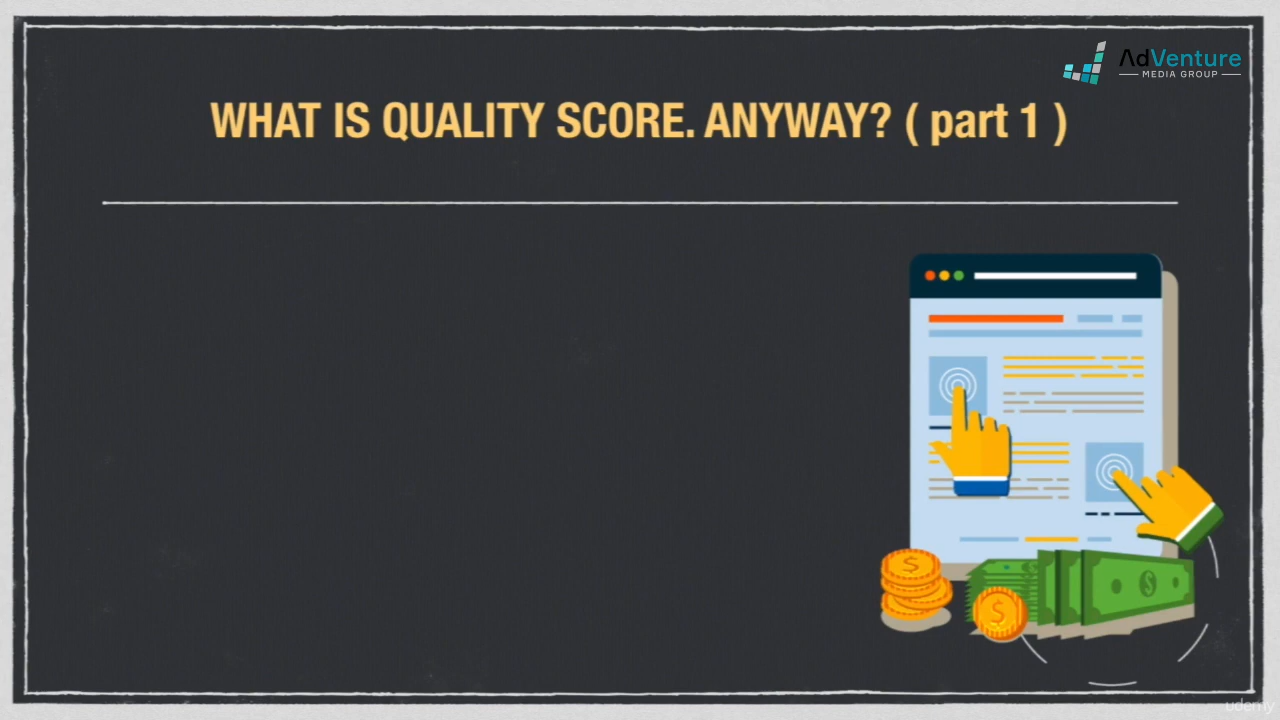 AdVenture
MEDIA GROUP
WHAT IS QUALITY SCORE. ANYWAY? ( part 1 )
$
$
$
udemy